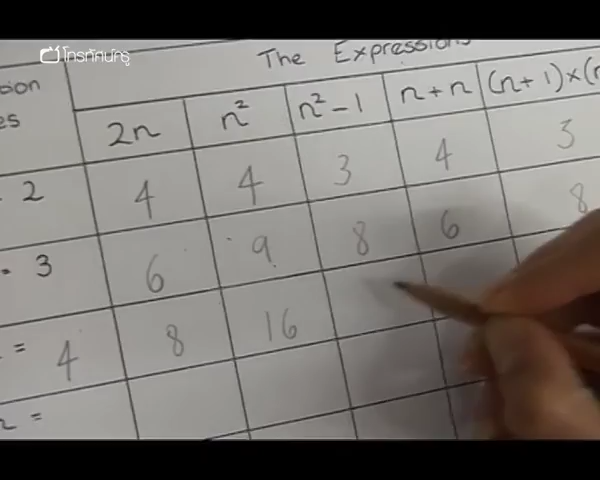 โทรทัศน์ครู
The Expressions
2n n² n²-1 n+n (n+1)×(
2 4 4 3 4 3
3 6 9 8 6 8
= 4 8 16
=